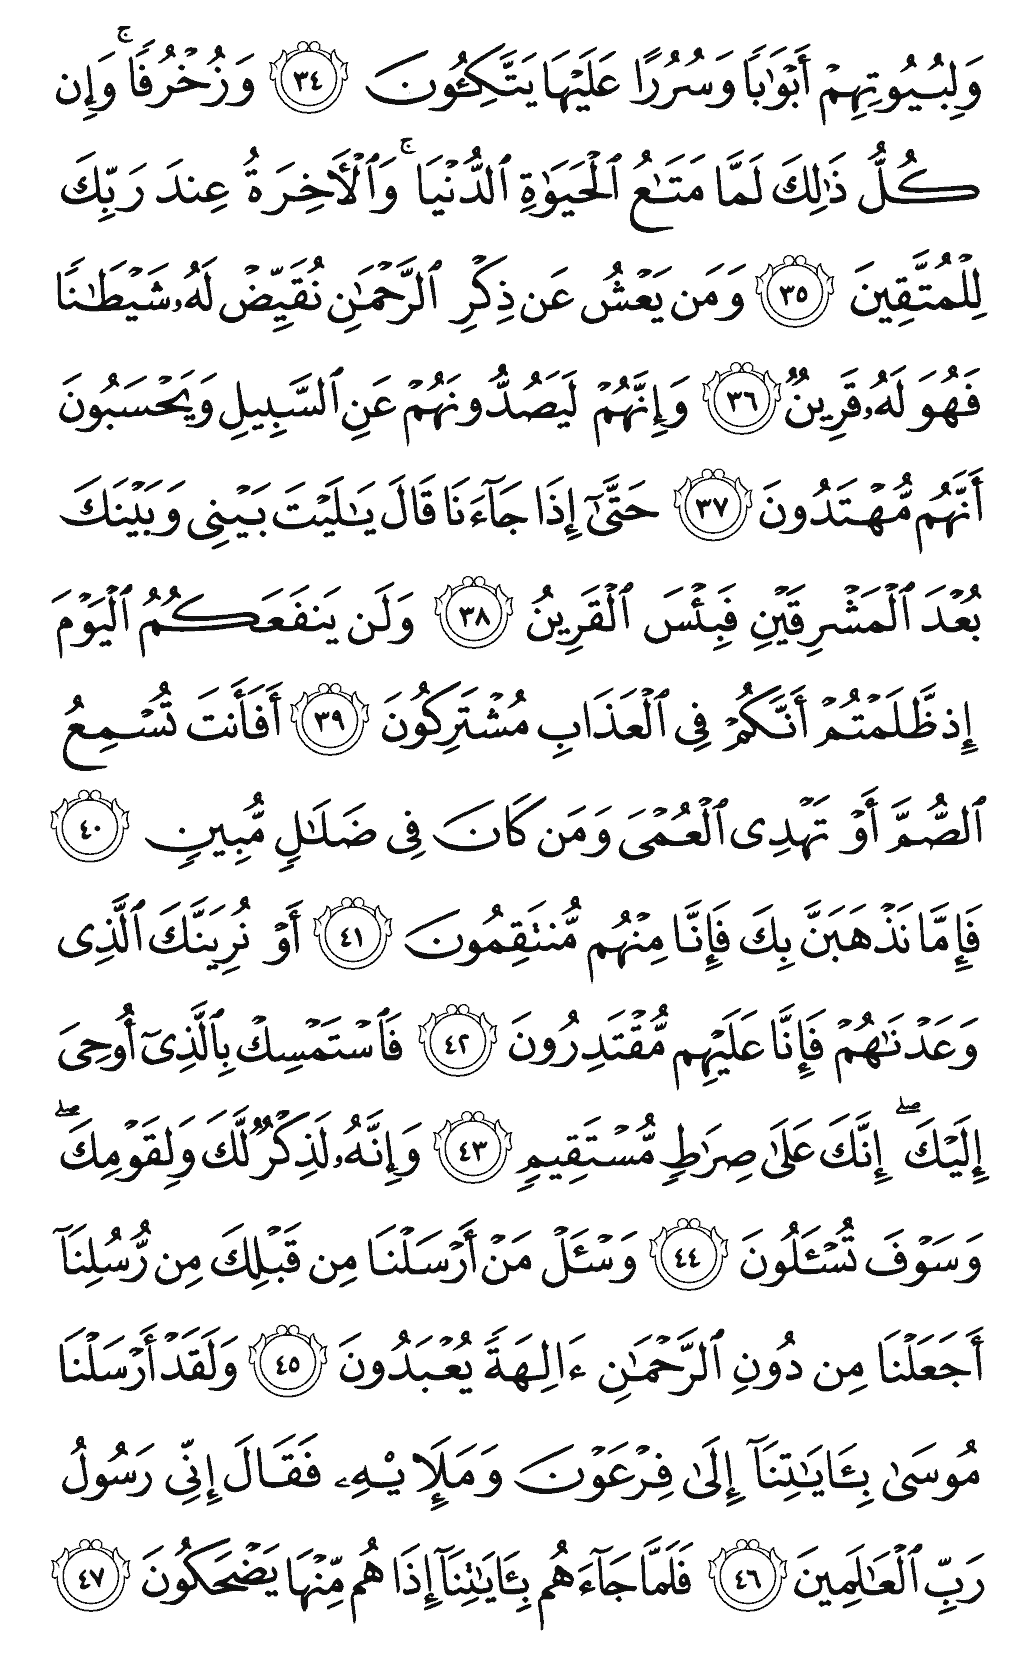 وَلِبُيُوتِهِمۡ أَبۡوَٰبٗا وَسُرُرًا عَلَيۡهَا يَتَّكِـُٔونَ ٣٤ وَزُخۡرُفٗاۚ وَإِن
كُلُّ ذَٰلِكَ لَمَّا مَتَٰعُ ٱلۡحَيَوٰةِ ٱلدُّنۡيَاۚ وَٱلۡأٓخِرَةُ عِندَ رَبِّكَ
لِلۡمُتَّقِينَ ٣٥ وَمَن يَعۡشُ عَن ذِكۡرِ ٱلرَّحۡمَٰنِ نُقَيِّضۡ لَهُۥ شَيۡطَٰنٗا
فَهُوَ لَهُۥ قَرِينٞ ٣٦ وَإِنَّهُمۡ لَيَصُدُّونَهُمۡ عَنِ ٱلسَّبِيلِ وَيَحۡسَبُونَ
أَنَّهُم مُّهۡتَدُونَ ٣٧ حَتَّىٰٓ إِذَا جَآءَنَا قَالَ يَٰلَيۡتَ بَيۡنِي وَبَيۡنَكَ
بُعۡدَ ٱلۡمَشۡرِقَيۡنِ فَبِئۡسَ ٱلۡقَرِينُ ٣٨ وَلَن يَنفَعَكُمُ ٱلۡيَوۡمَ
إِذ ظَّلَمۡتُمۡ أَنَّكُمۡ فِي ٱلۡعَذَابِ مُشۡتَرِكُونَ ٣٩ أَفَأَنتَ تُسۡمِعُ
ٱلصُّمَّ أَوۡ تَهۡدِي ٱلۡعُمۡيَ وَمَن كَانَ فِي ضَلَٰلٖ مُّبِينٖ ٤٠
فَإِمَّا نَذۡهَبَنَّ بِكَ فَإِنَّا مِنۡهُم مُّنتَقِمُونَ ٤١ أَوۡ نُرِيَنَّكَ ٱلَّذِي
وَعَدۡنَٰهُمۡ فَإِنَّا عَلَيۡهِم مُّقۡتَدِرُونَ ٤٢ فَٱسۡتَمۡسِكۡ بِٱلَّذِيٓ أُوحِيَ
إِلَيۡكَۖ إِنَّكَ عَلَىٰ صِرَٰطٖ مُّسۡتَقِيمٖ ٤٣ وَإِنَّهُۥ لَذِكۡرٞ لَّكَ وَلِقَوۡمِكَۖ
وَسَوۡفَ تُسۡـَٔلُونَ ٤٤ وَسۡـَٔلۡ مَنۡ أَرۡسَلۡنَا مِن قَبۡلِكَ مِن رُّسُلِنَآ
أَجَعَلۡنَا مِن دُونِ ٱلرَّحۡمَٰنِ ءَالِهَةٗ يُعۡبَدُونَ ٤٥ وَلَقَدۡ أَرۡسَلۡنَا
مُوسَىٰ بِـَٔايَٰتِنَآ إِلَىٰ فِرۡعَوۡنَ وَمَلَإِيْهِۦ فَقَالَ إِنِّي رَسُولُ
رَبِّ ٱلۡعَٰلَمِينَ ٤٦ فَلَمَّا جَآءَهُم بِـَٔايَٰتِنَآ إِذَا هُم مِّنۡهَا يَضۡحَكُونَ ٤٧